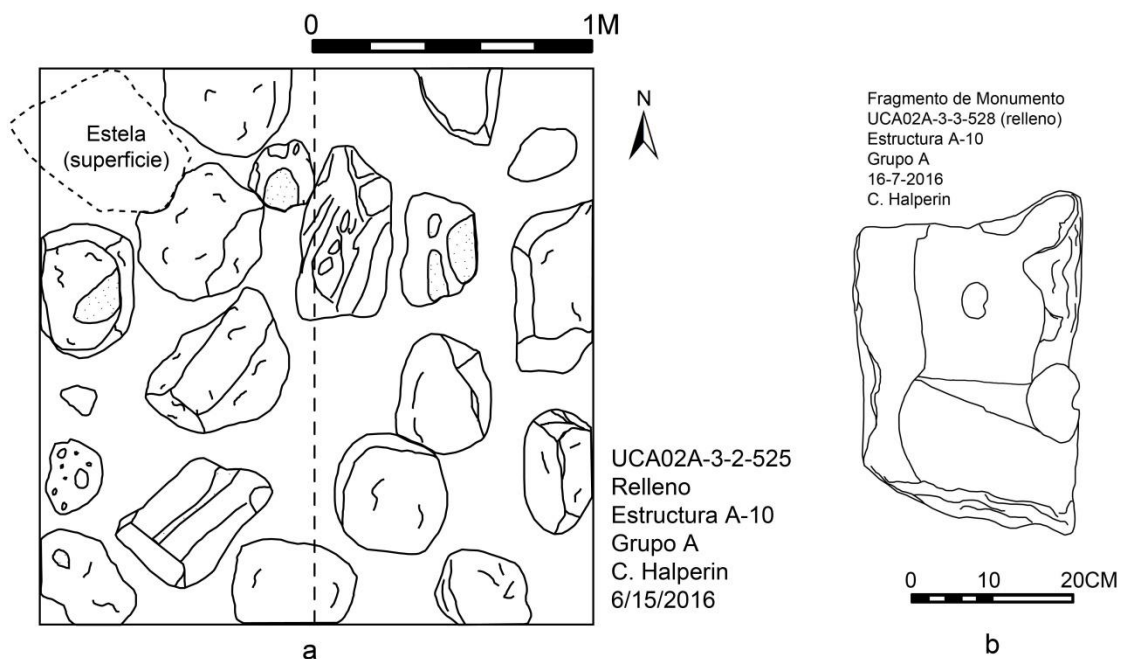 0 1M
Estela
(superficie)
N
UCA02A-3-2-525
Relleno
Estructura A-10
Grupo A
C. Halperin
6/15/2016
a
Fragmento de Monumento
UCA02A-3-3-528 (relleno)
Estructura A-10
Grupo A
16-7-2016
C. Halperin
0 10 20CM
b